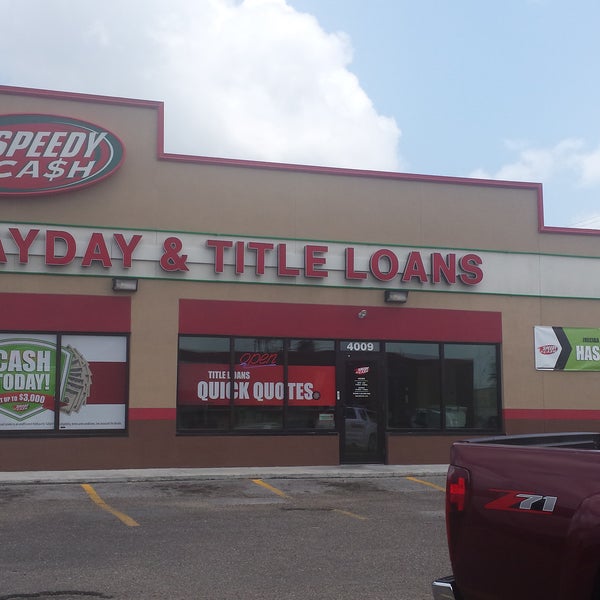 SPEEDY
CA$H
AYDAY & TITLE LOANS
4009
open
CASH
TODAY!
UP TO $3,000
TITLE LOANS
QUICK QUOTES
HAS
Z71